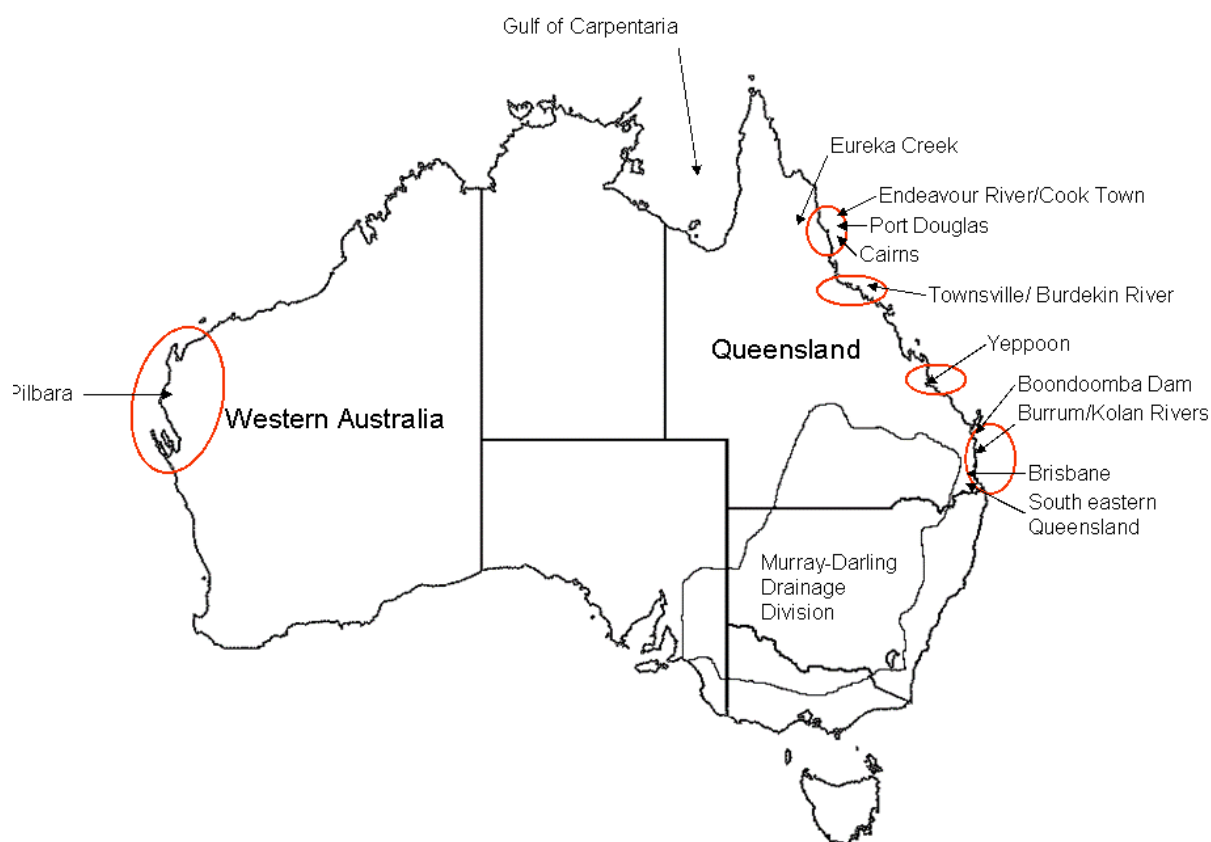 Gulf of Carpentaria
Eureka Creek
Endeavour River/Cook Town
Port Douglas
Cairns
Townsville/ Burdekin River
Queensland
Yeppoon
Pilbara
Western Australia
Boondoomba Dam
Burrum/Kolan Rivers
Brisbane
South eastern
Queensland
Murray-Darling
Drainage
Division